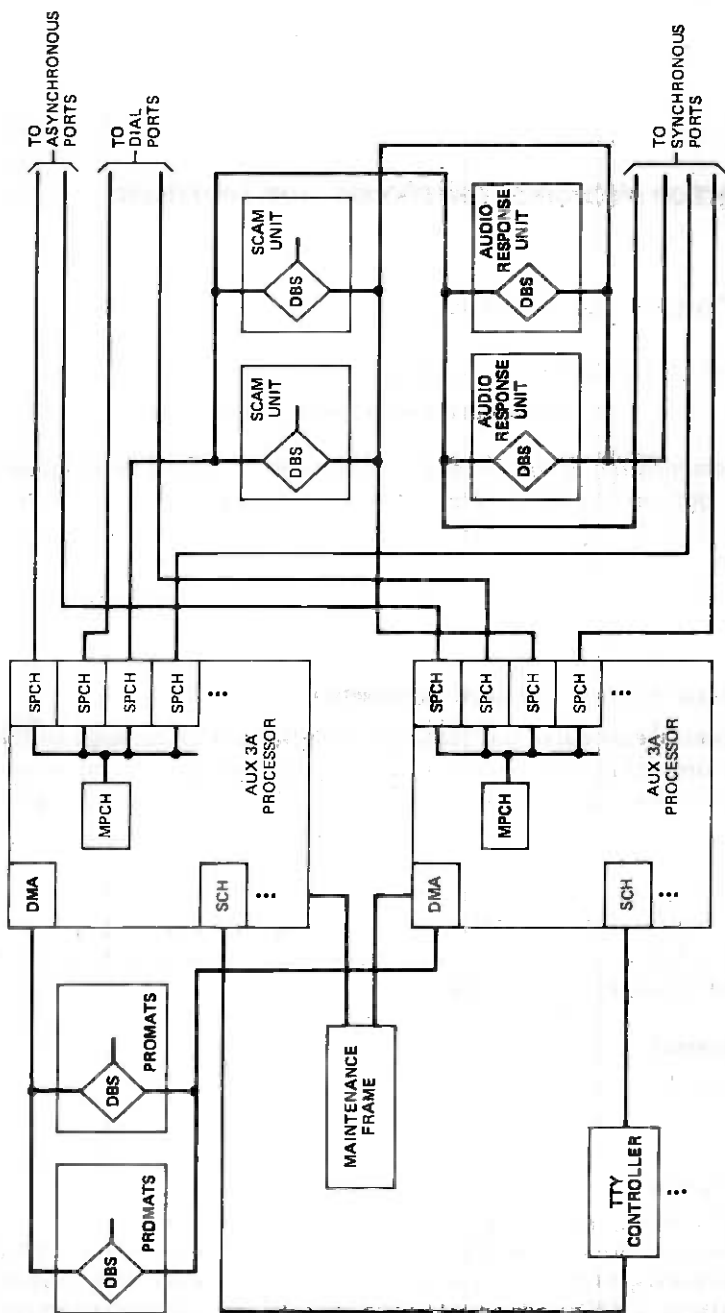 TO
ASYNCHRONOUS
PORTS
TO
DIAL
PORTS
SCAM
UNIT
DBS
SCAM
UNIT
DBS
AUDIO
RESPONSE
UNIT
DBS
AUDIO
RESPONSE
UNIT
DBS
TO
SYNCHRONOUS
PORTS
SPCH
SPCH
SPCH
SPCH
...
MPCH
AUX 3A
PROCESSOR
DMA
SCH
...
SPCH
SPCH
SPCH
SPCH
...
MPCH
AUX 3A
PROCESSOR
DMA
SCH
...
DBS
PROMATS
DBS
PROMATS
MAINTENANCE
FRAME
TTY
CONTROLLER
...